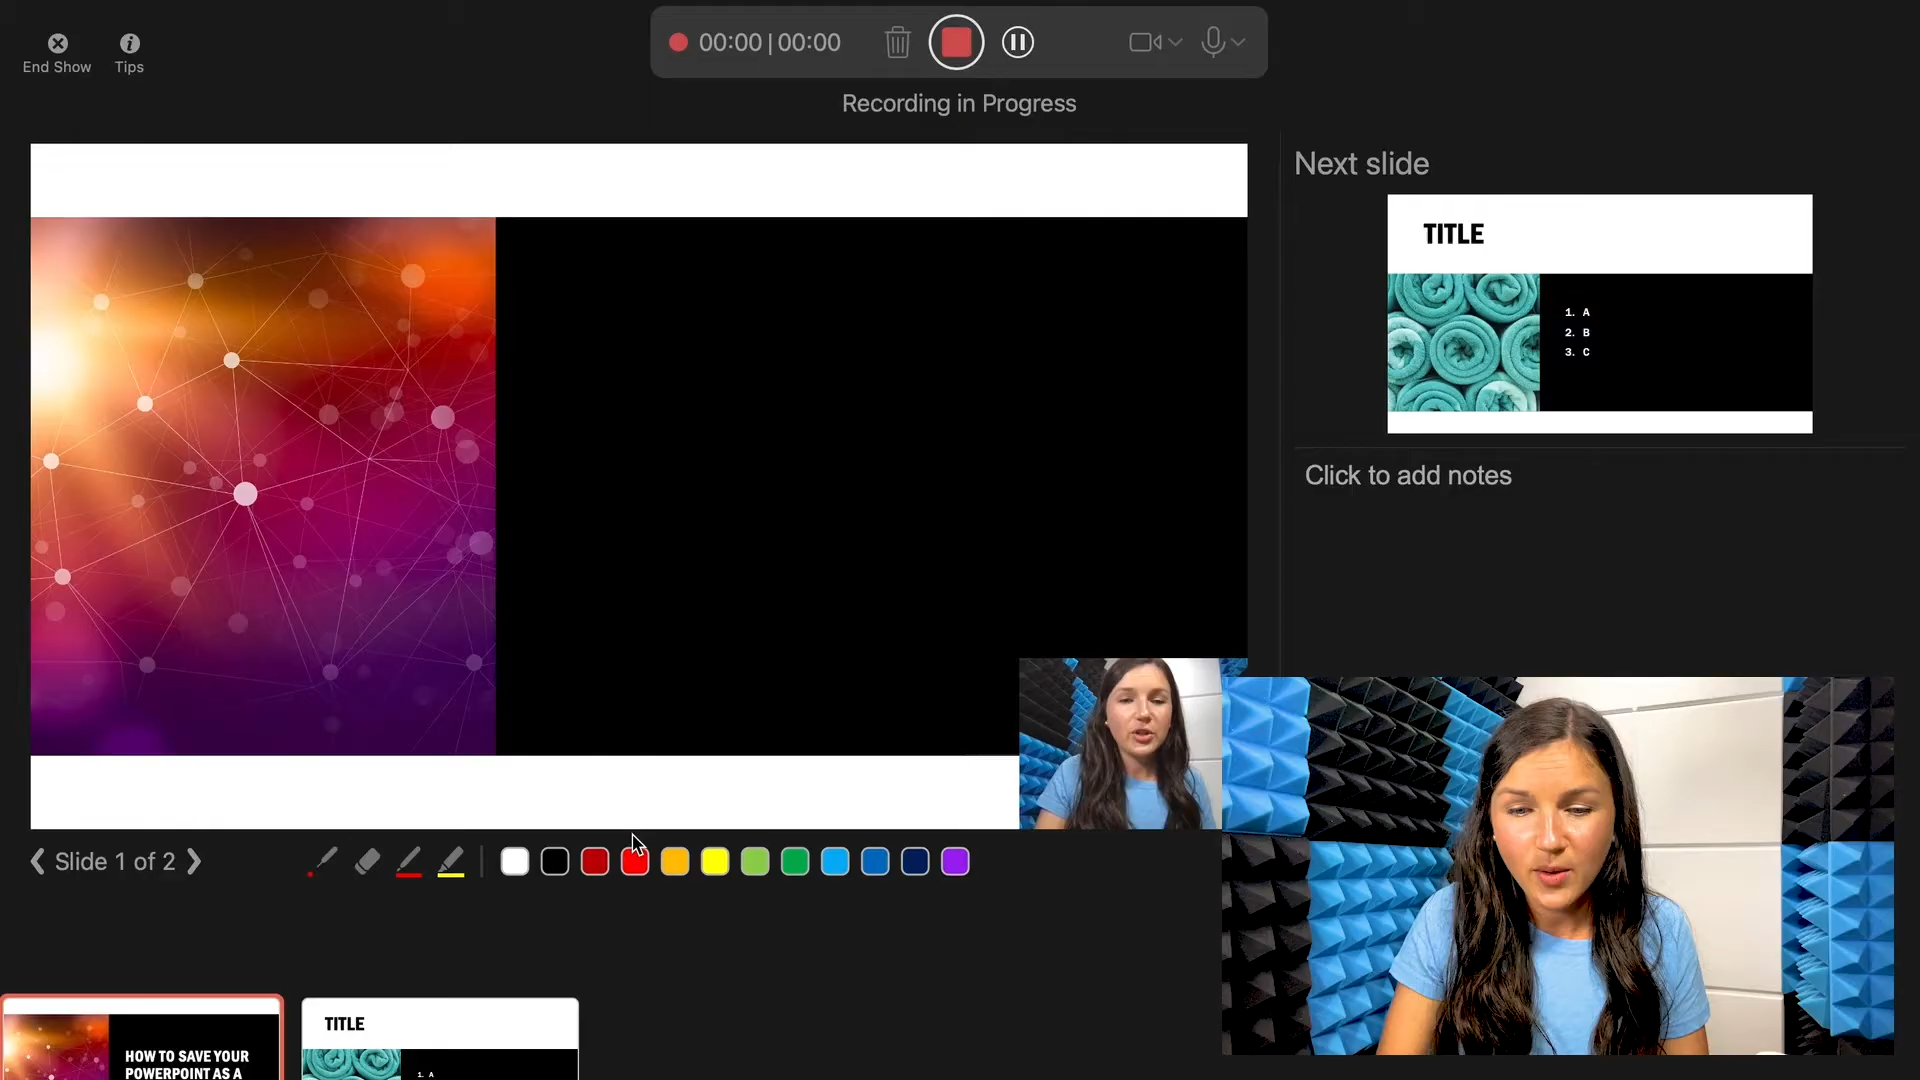 End Show
Tips
00:00 | 00:00
Recording in Progress
Next slide
TITLE
1. A
2. B
3. C
Click to add notes
Slide 1 of 2
HOW TO SAVE YOUR
POWERPOINT AS A
TITLE
1. A